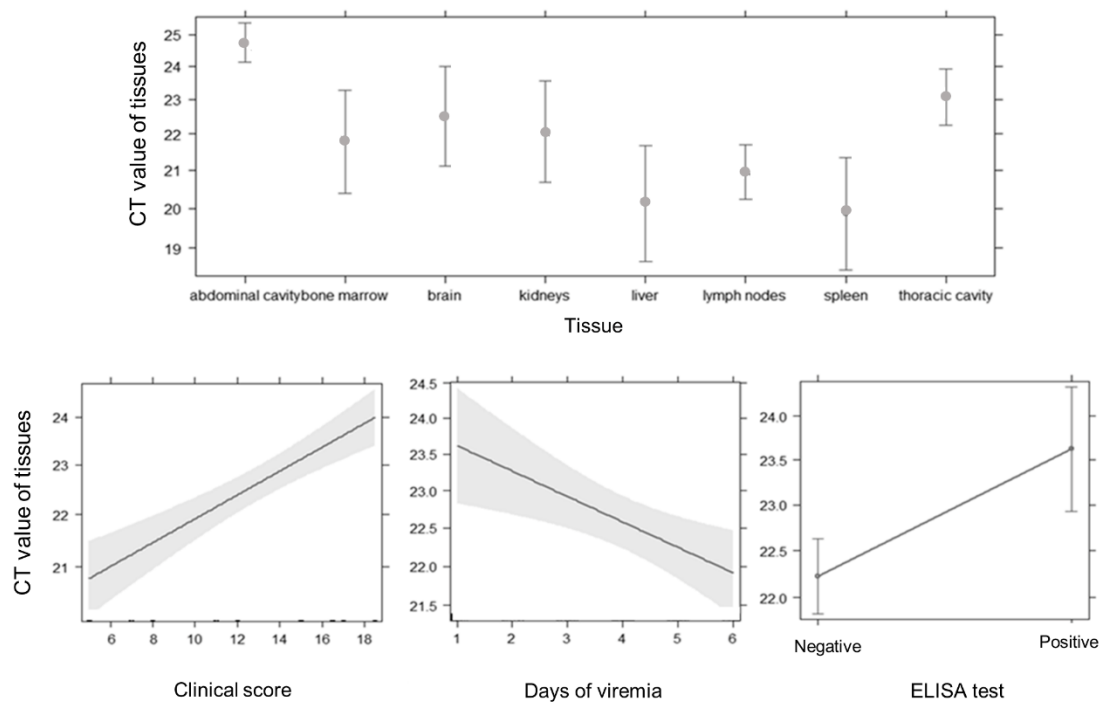 CT value of tissues
25
24
23
22
21
20
19
abdominal cavity bone marrow brain kidneys liver lymph nodes spleen thoracic cavity
Tissue
CT value of tissues
24
23
22
21
6 8 10 12 14 16 18
Clinical score
24.5
24.0
23.5
23.0
22.5
22.0
21.5
1 2 3 4 5 6
Days of viremia
24.0
23.5
22.5
22.0
Negative Positive
ELISA test